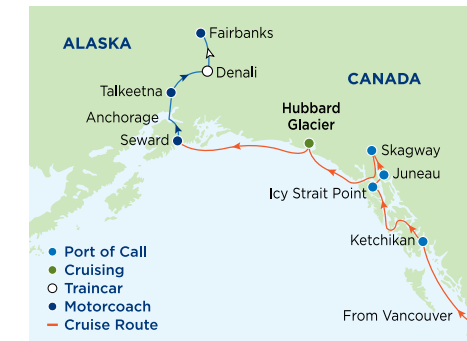 Fairbanks
ALASKA
Denali
CANADA
Talkeetna
Hubbard
Glacier
Anchorage
Seward
Skagway
Juneau
Icy Strait Point
Ketchikan
Port of Call
Cruising
Traincar
Motorcoach
Cruise Route
From Vancouver